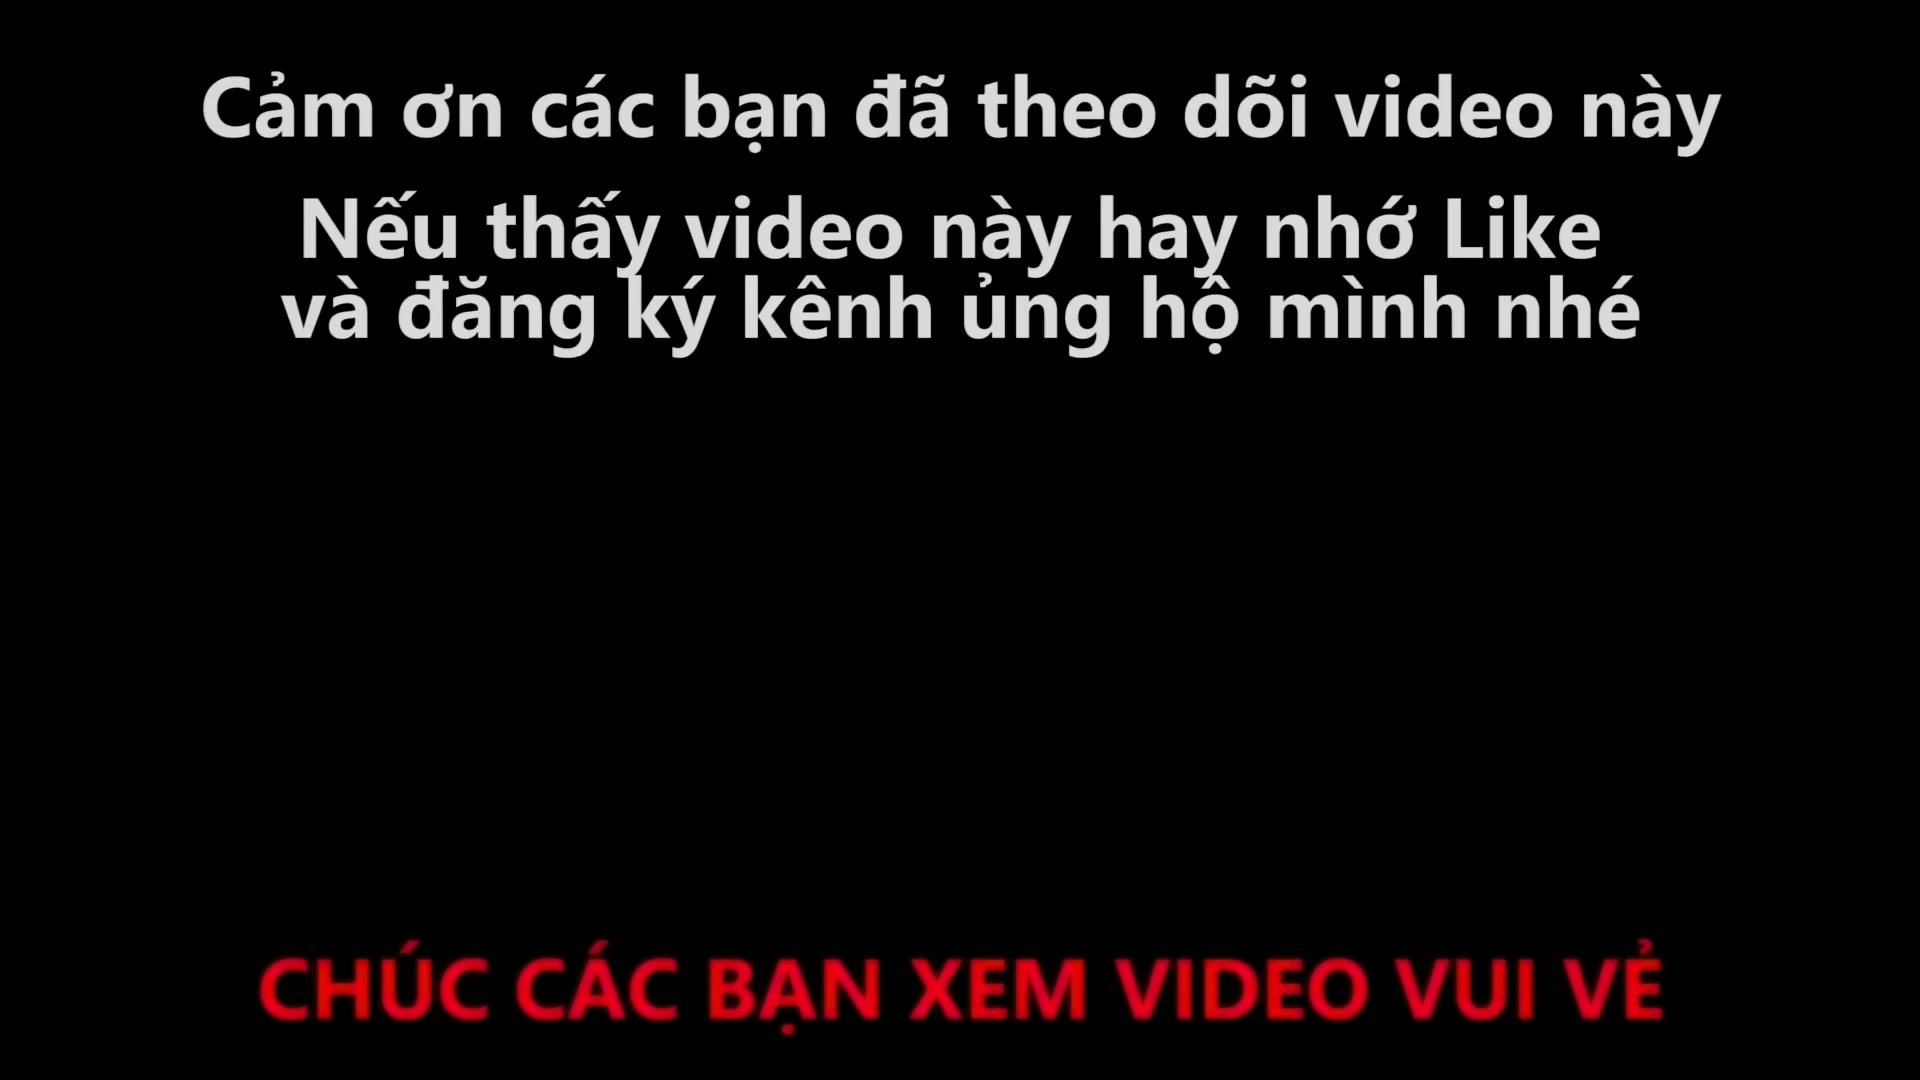 Cảm ơn các bạn đã theo dõi video này
Nếu thấy video này hay nhớ Like
và đăng ký kênh ủng hộ mình nhé
CHÚC CÁC BẠN XEM VIDEO VUI VẺ